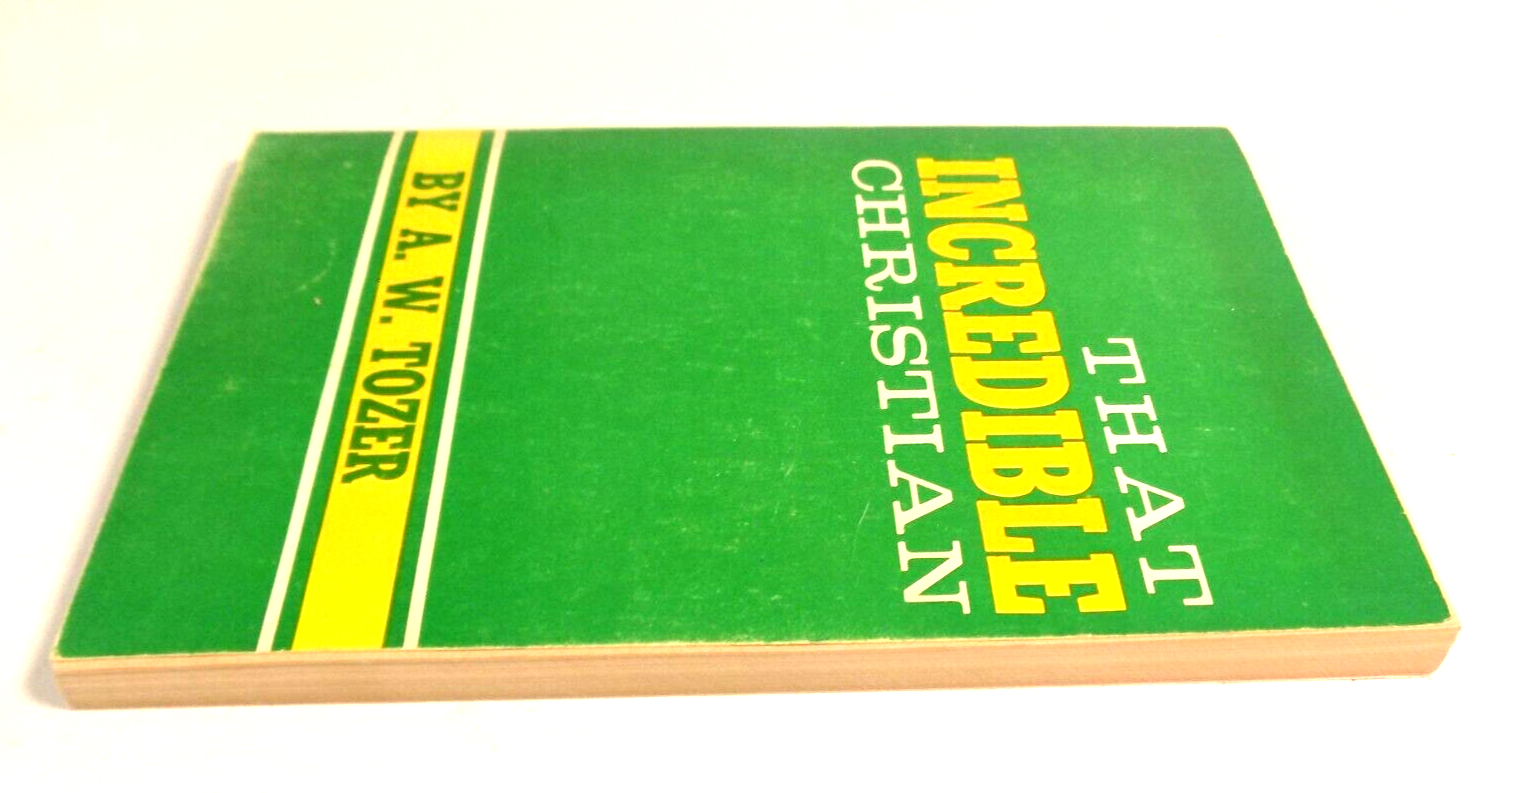 THAT
INCREDIBLE
CHRISTIAN
BY A. W. TOZER